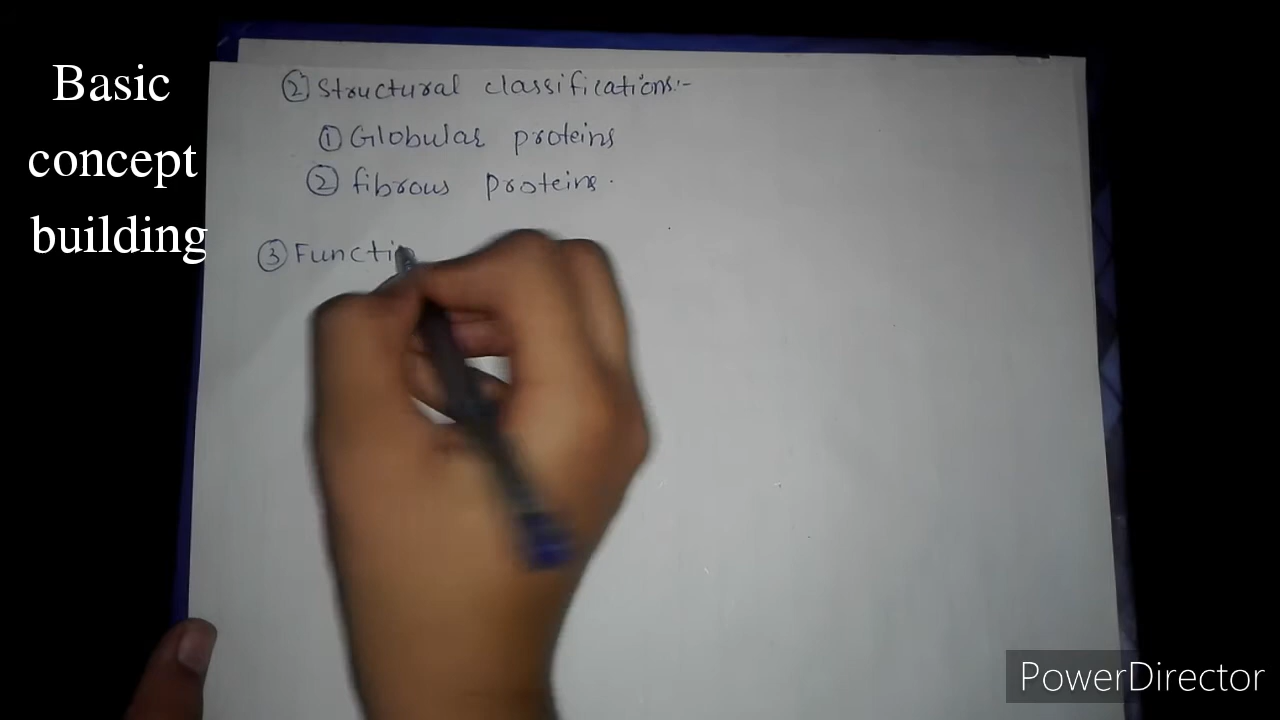 Basic
concept
building
② Structural classifications:-
① Globular proteins
② fibrous proteins.
③ Functi
PowerDirector